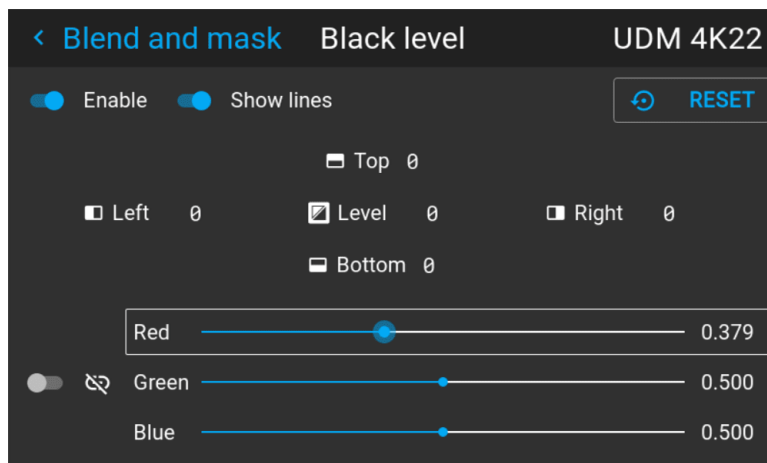 Blend and mask Black level UDM 4K22
Enable Show lines RESET
Top 0
Left 0 Level 0 Right 0
Bottom 0
Red 0.379
Green 0.500
Blue 0.500